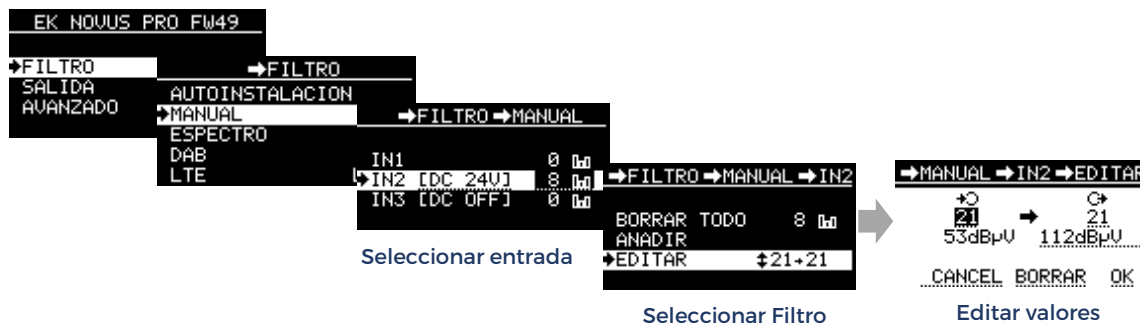 EK NOVUS PRO FW49
➔FILTRO
SALIDA
AVANZADO
➔FILTRO
AUTOINSTALACION
➔MANUAL
ESPECTRO
DAB
LTE
➔FILTRO➔MANUAL
IN1 0
➔IN2 [DC 24V] 8
IN3 [DC OFF] 0
Seleccionar entrada
➔FILTRO➔MANUAL➔IN2
BORRAR TODO 8
ANADIR
➔EDITAR ↕21→21
Seleccionar Filtro
➔MANUAL➔IN2➔EDITAR
21 ➔ 21
53dBµV 112dBµV
CANCEL BORRAR OK
Editar valores